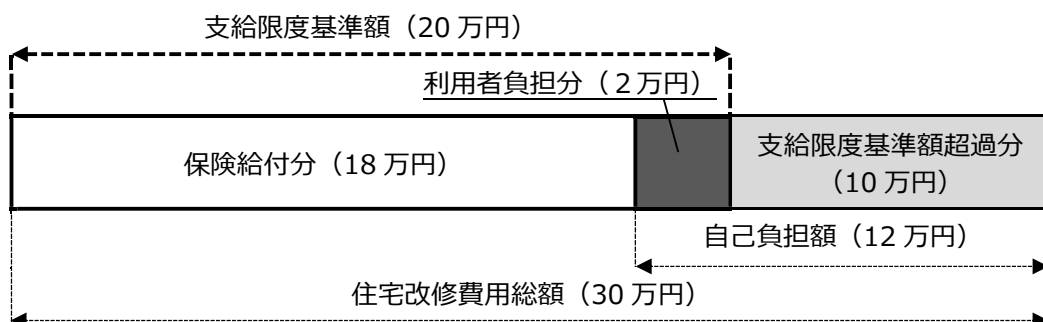 支給限度基準額（20 万円）
利用者負担分（２万円）
保険給付分（18 万円）
支給限度基準額超過分
（10 万円）
自己負担額（12 万円）
住宅改修費用総額（30 万円）